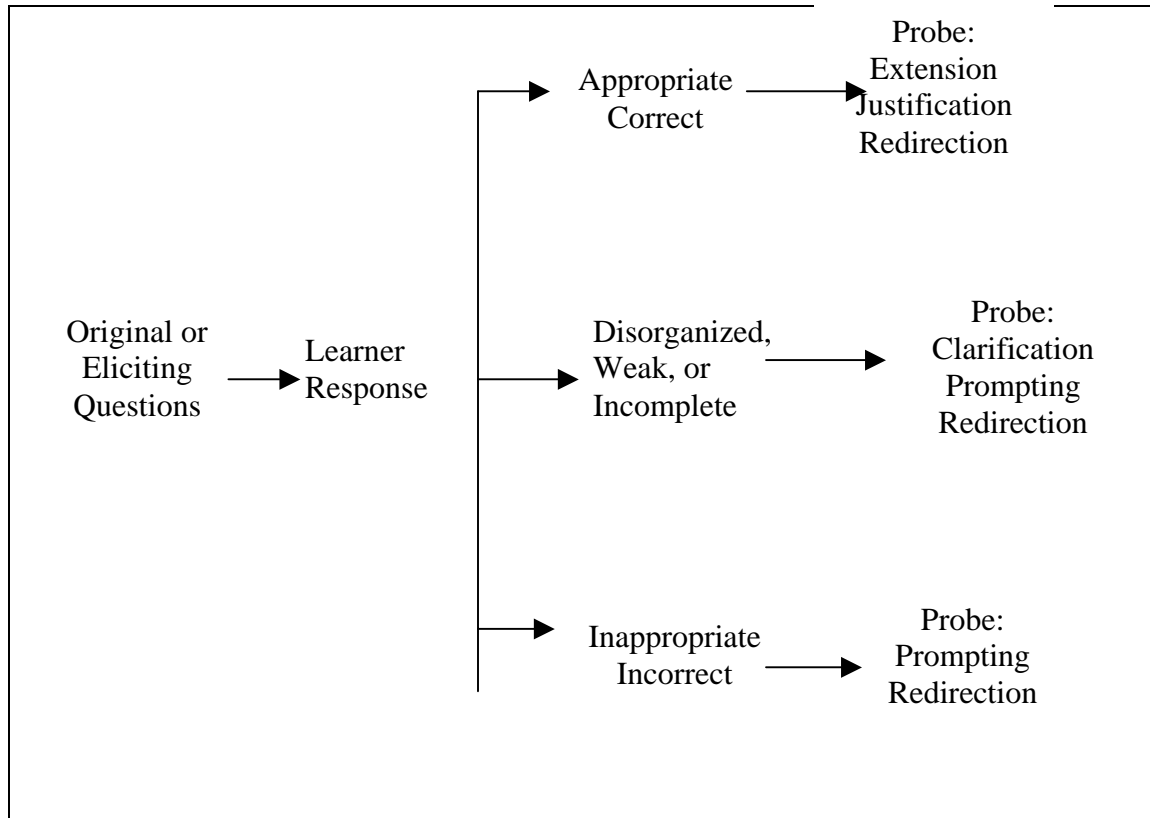 Original or
Eliciting
Questions
Learner
Response
Appropriate
Correct
Probe:
Extension
Justification
Redirection
Disorganized,
Weak, or
Incomplete
Probe:
Clarification
Prompting
Redirection
Inappropriate
Incorrect
Probe:
Prompting
Redirection